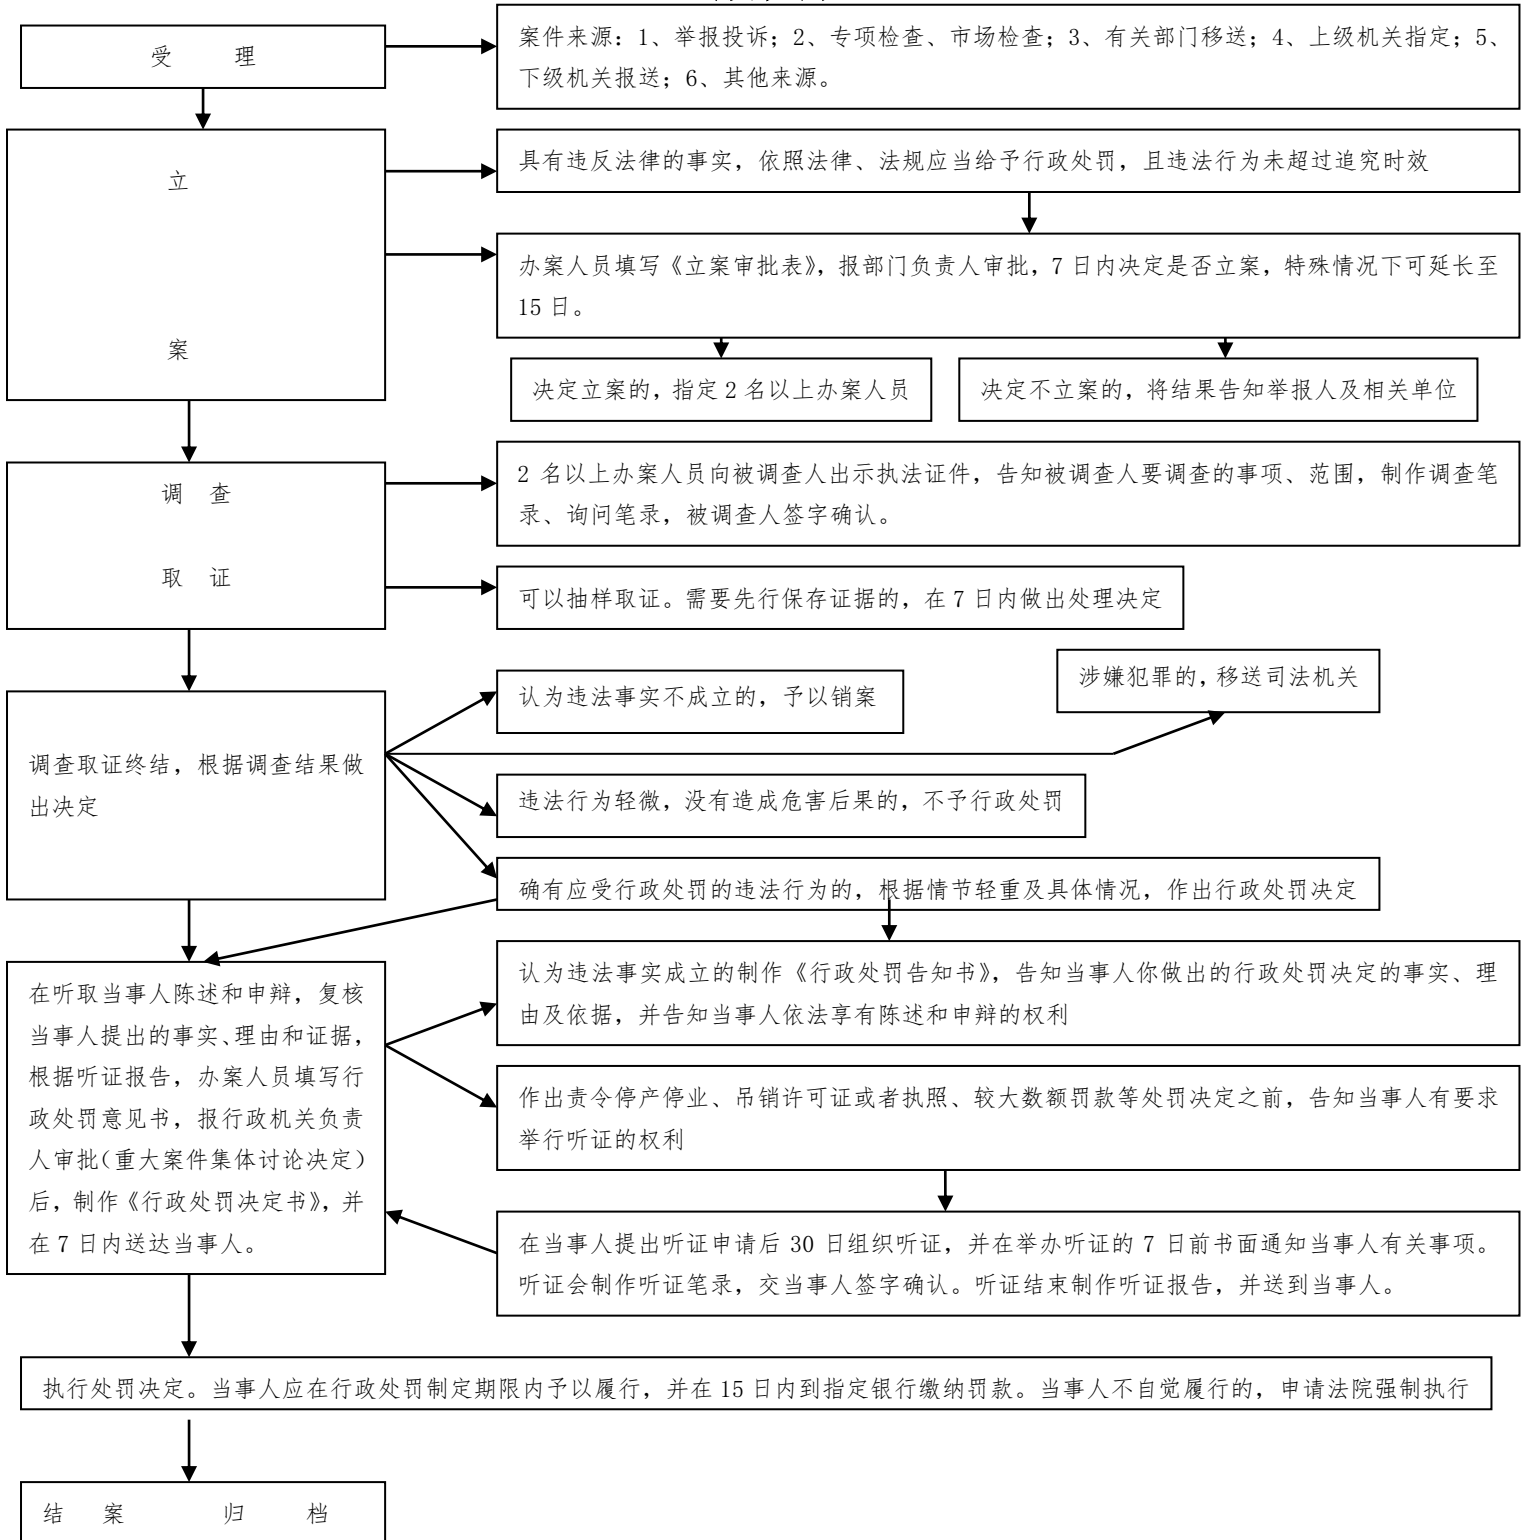 受 理
案件来源：1、举报投诉；2、专项检查、市场检查；3、有关部门移送；4、上级机关指定；5、
下级机关报送；6、其他来源。
立
案
具有违反法律的事实，依照法律、法规应当给予行政处罚，且违法行为未超过追究时效
办案人员填写《立案审批表》，报部门负责人审批，7 日内决定是否立案，特殊情况下可延长至
15 日。
决定立案的，指定 2 名以上办案人员
决定不立案的，将结果告知举报人及相关单位
调 查
取 证
2 名以上办案人员向被调查人出示执法证件，告知被调查人要调查的事项、范围，制作调查笔
录、询问笔录，被调查人签字确认。
可以抽样取证。需要先行保存证据的，在 7 日内做出处理决定
调查取证终结，根据调查结果做
出决定
认为违法事实不成立的，予以销案
涉嫌犯罪的，移送司法机关
违法行为轻微，没有造成危害后果的，不予行政处罚
确有应受行政处罚的违法行为的，根据情节轻重及具体情况，作出行政处罚决定
在听取当事人陈述和申辩，复核
当事人提出的事实、理由和证据，
根据听证报告，办案人员填写行
政处罚意见书，报行政机关负责
人审批（重大案件集体讨论决定）
后，制作《行政处罚决定书》，并
在 7 日内送达当事人。
认为违法事实成立的制作《行政处罚告知书》，告知当事人你做出的行政处罚决定的事实、理
由及依据，并告知当事人依法享有陈述和申辩的权利
作出责令停产停业、吊销许可证或者执照、较大数额罚款等处罚决定之前，告知当事人有要求
举行听证的权利
在当事人提出听证申请后 30 日组织听证，并在举办听证的 7 日前书面通知当事人有关事项。
听证会制作听证笔录，交当事人签字确认。听证结束制作听证报告，并送到当事人。
执行处罚决定。当事人应在行政处罚制定期限内予以履行，并在 15 日内到指定银行缴纳罚款。当事人不自觉履行的，申请法院强制执行
结 案 归 档